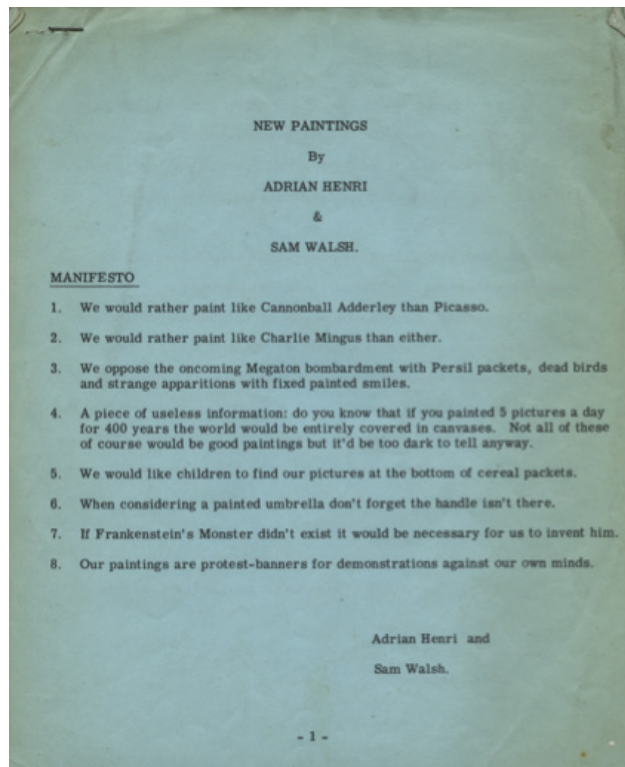 NEW PAINTINGS
By
ADRIAN HENRI
&
SAM WALSH.
MANIFESTO
1. We would rather paint like Cannonball Adderley than Picasso.
2. We would rather paint like Charlie Mingus than either.
3. We oppose the oncoming Megaton bombardment with Persil packets, dead birds
and strange apparitions with fixed painted smiles.
4. A piece of useless information: do you know that if you painted 5 pictures a day
for 400 years the world would be entirely covered in canvases. Not all of these
of course would be good paintings but it'd be too dark to tell anyway.
5. We would like children to find our pictures at the bottom of cereal packets.
6. When considering a painted umbrella don't forget the handle isn't there.
7. If Frankenstein's Monster didn't exist it would be necessary for us to invent him.
8. Our paintings are protest-banners for demonstrations against our own minds.
Adrian Henri and
Sam Walsh.
- 1 -